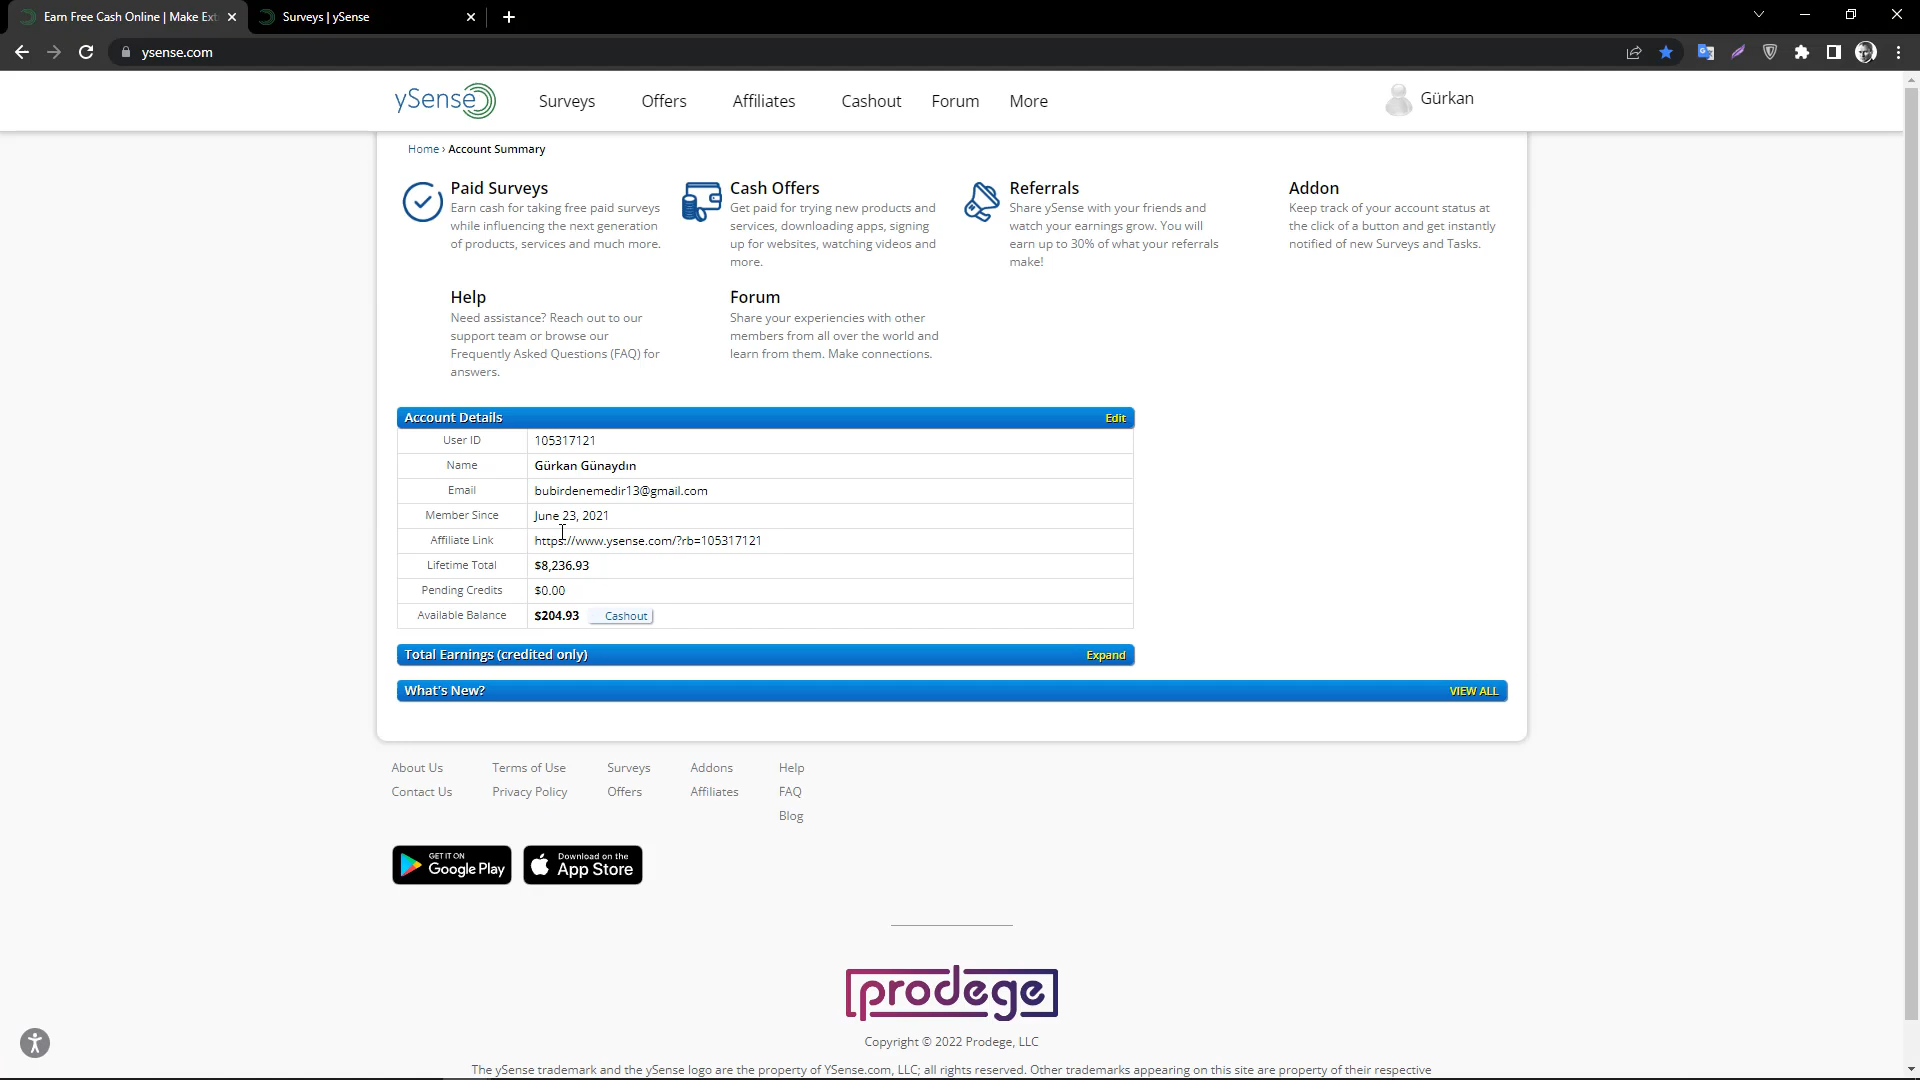 Earn Free Cash Online | Make Ext
Surveys | ySense
ysense.com
ySense
Surveys
Offers
Affiliates
Cashout
Forum
More
Gürkan
Home › Account Summary
Paid Surveys
Earn cash for taking free paid surveys
while influencing the next generation
of products, services and much more.
Cash Offers
Get paid for trying new products and
services, downloading apps, signing
up for websites, watching videos and
more.
Referrals
Share ySense with your friends and
watch your earnings grow. You will
earn up to 30% of what your referrals
make!
Addon
Keep track of your account status at
the click of a button and get instantly
notified of new Surveys and Tasks.
Help
Need assistance? Reach out to our
support team or browse our
Frequently Asked Questions (FAQ) for
answers.
Forum
Share your experiencies with other
members from all over the world and
learn from them. Make connections.
Account Details Edit
User ID 105317121
Name Gürkan Günaydın
Email bubirdenemedir13@gmail.com
Member Since June 23, 2021
Affiliate Link https://www.ysense.com/?rb=105317121
Lifetime Total $8,236.93
Pending Credits $0.00
Available Balance $204.93 Cashout
Total Earnings (credited only) Expand
What's New? VIEW ALL
About Us Terms of Use Surveys Addons Help
Contact Us Privacy Policy Offers Affiliates FAQ
Blog
GET IT ON
Google Play
Download on the
App Store
prodege
Copyright © 2022 Prodege, LLC
The ySense trademark and the ySense logo are the property of YSense.com, LLC; all rights reserved. Other trademarks appearing on this site are property of their respective